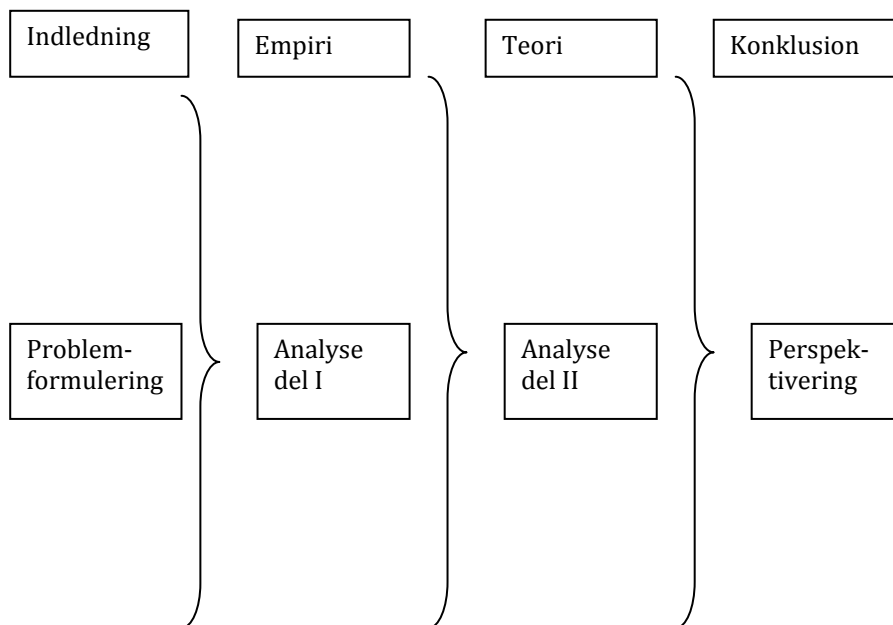 Indledning
Empiri
Teori
Konklusion
Problem-
formulering
Analyse
del I
Analyse
del II
Perspek-
tivering